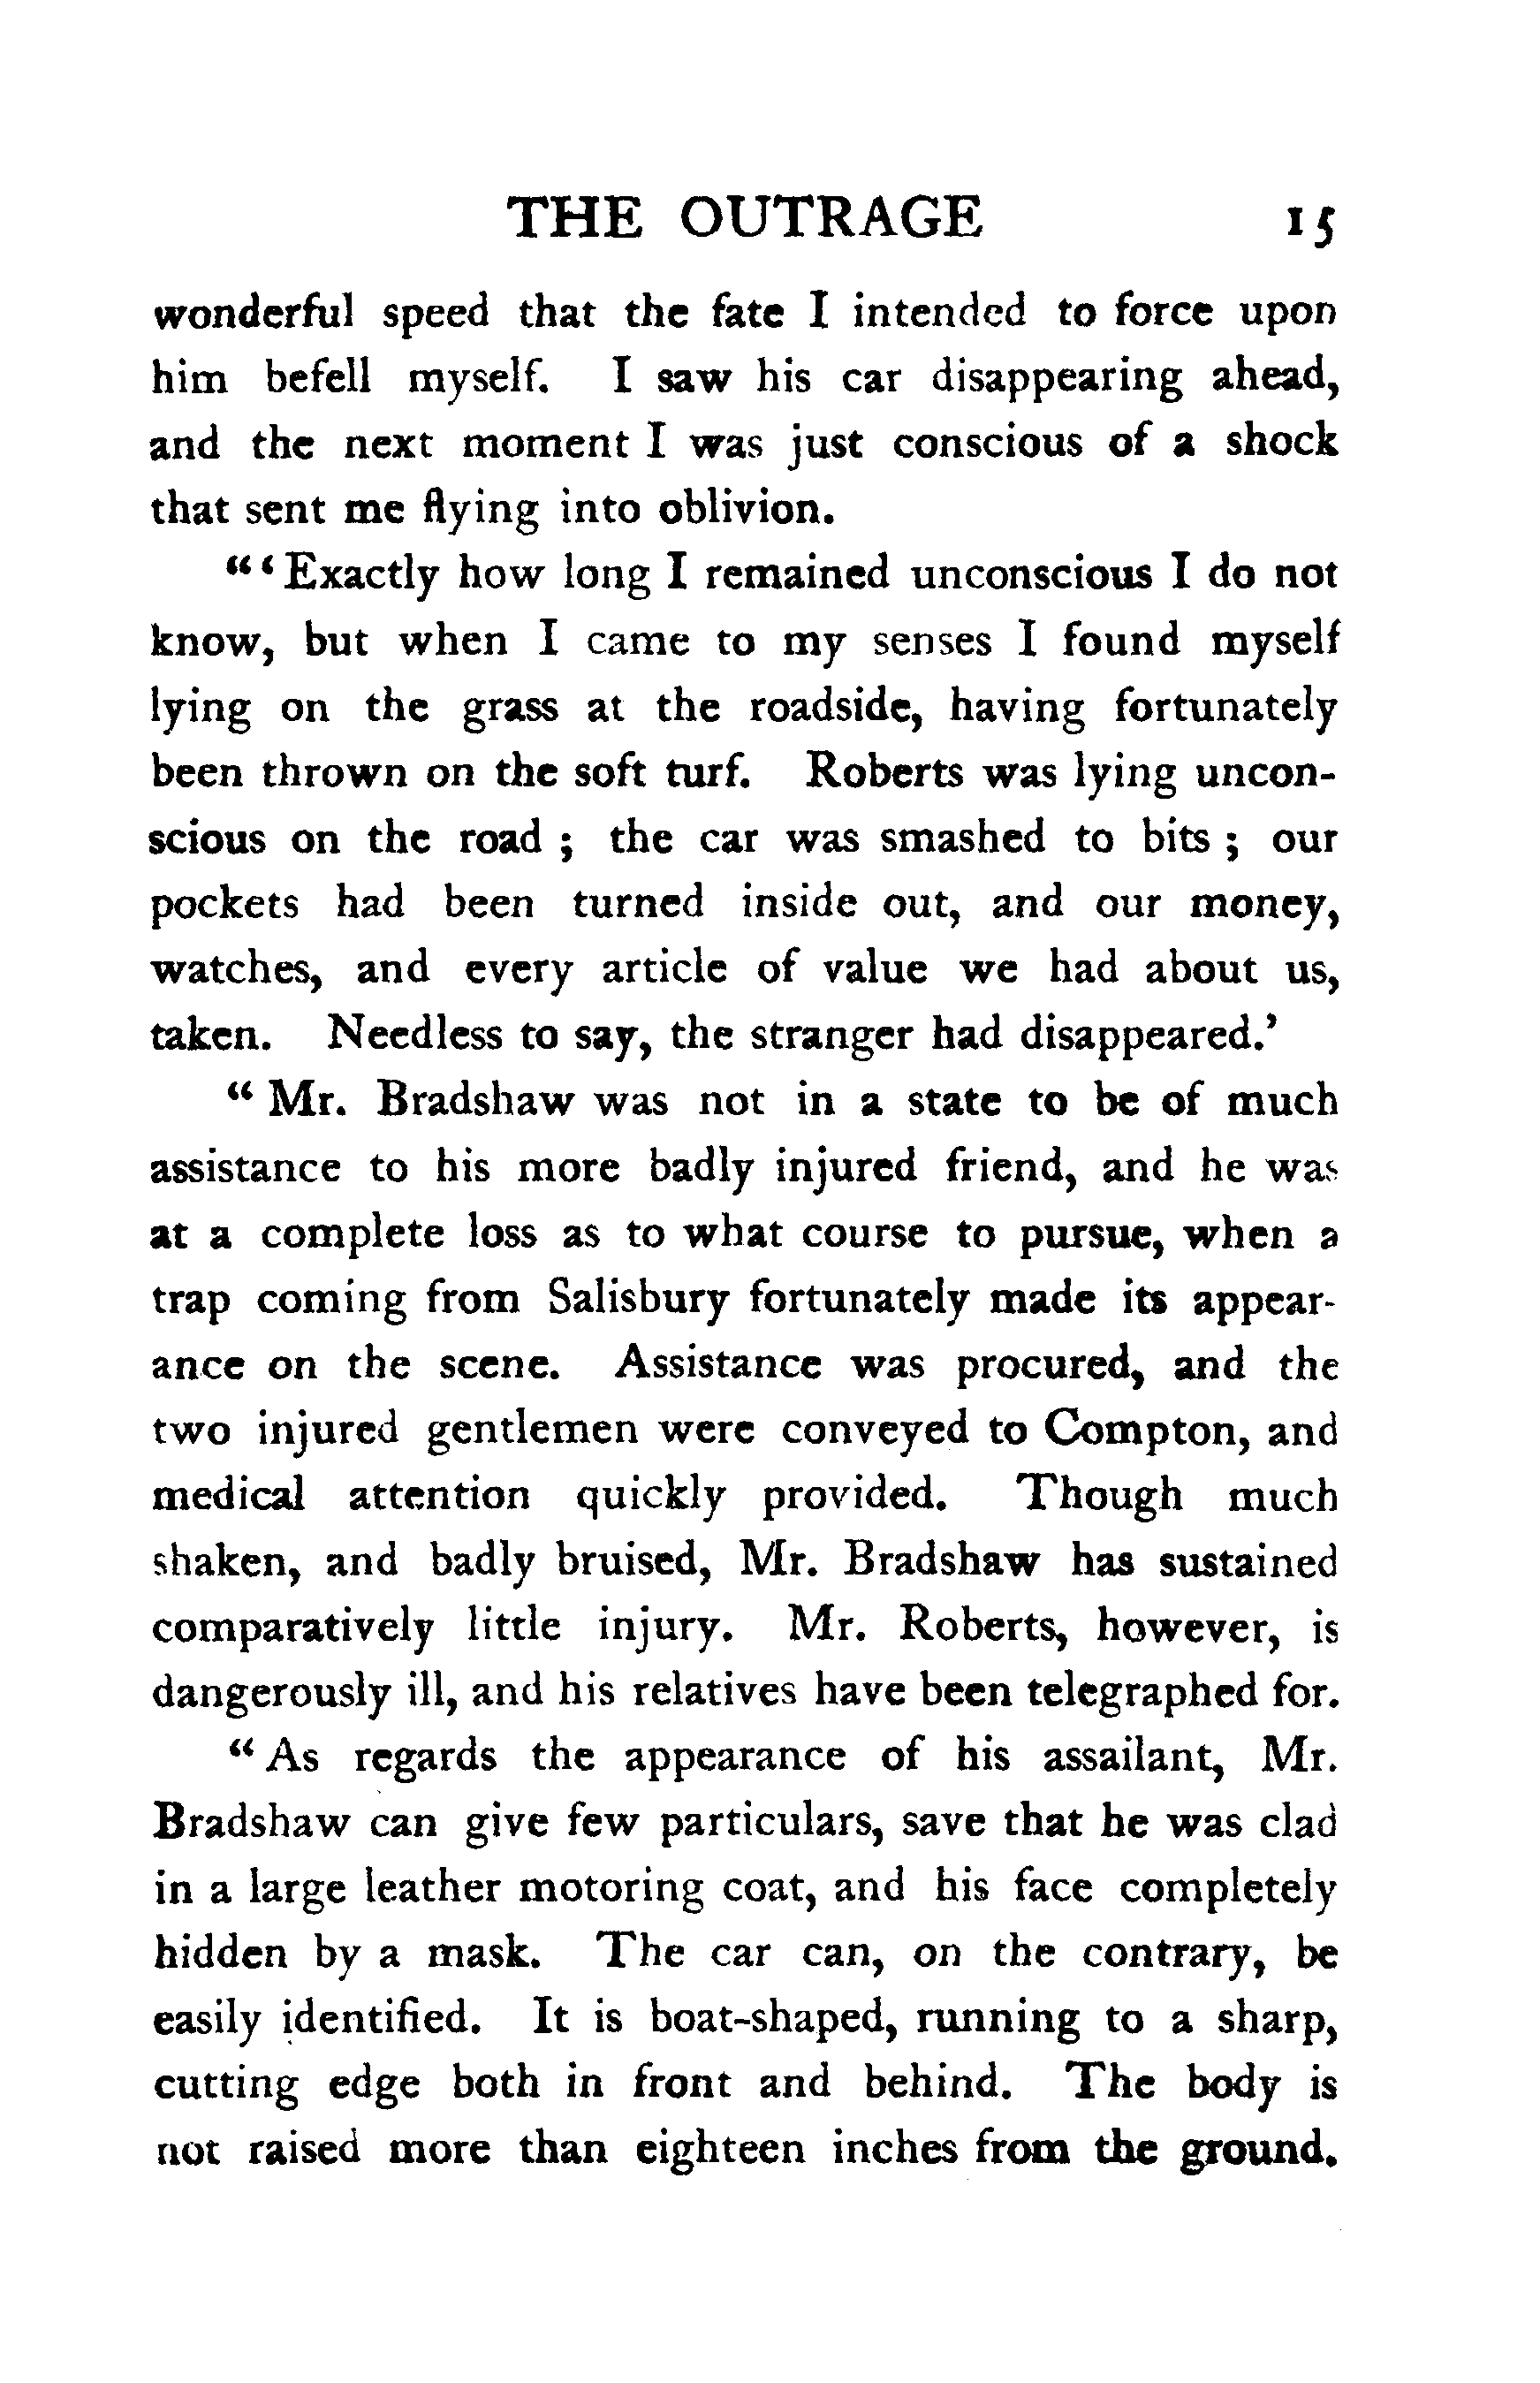 THE OUTRAGE 15
wonderful speed that the fate I intended to force upon
him befell myself. I saw his car disappearing ahead,
and the next moment I was just conscious of a shock
that sent me flying into oblivion.
“ ‘ Exactly how long I remained unconscious I do not
know, but when I came to my senses I found myself
lying on the grass at the roadside, having fortunately
been thrown on the soft turf. Roberts was lying uncon-
scious on the road ; the car was smashed to bits ; our
pockets had been turned inside out, and our money,
watches, and every article of value we had about us,
taken. Needless to say, the stranger had disappeared.’
“ Mr. Bradshaw was not in a state to be of much
assistance to his more badly injured friend, and he was
at a complete loss as to what course to pursue, when a
trap coming from Salisbury fortunately made its appear-
ance on the scene. Assistance was procured, and the
two injured gentlemen were conveyed to Compton, and
medical attention quickly provided. Though much
shaken, and badly bruised, Mr. Bradshaw has sustained
comparatively little injury. Mr. Roberts, however, is
dangerously ill, and his relatives have been telegraphed for.
“ As regards the appearance of his assailant, Mr.
Bradshaw can give few particulars, save that he was clad
in a large leather motoring coat, and his face completely
hidden by a mask. The car can, on the contrary, be
easily identified. It is boat-shaped, running to a sharp,
cutting edge both in front and behind. The body is
not raised more than eighteen inches from the ground.